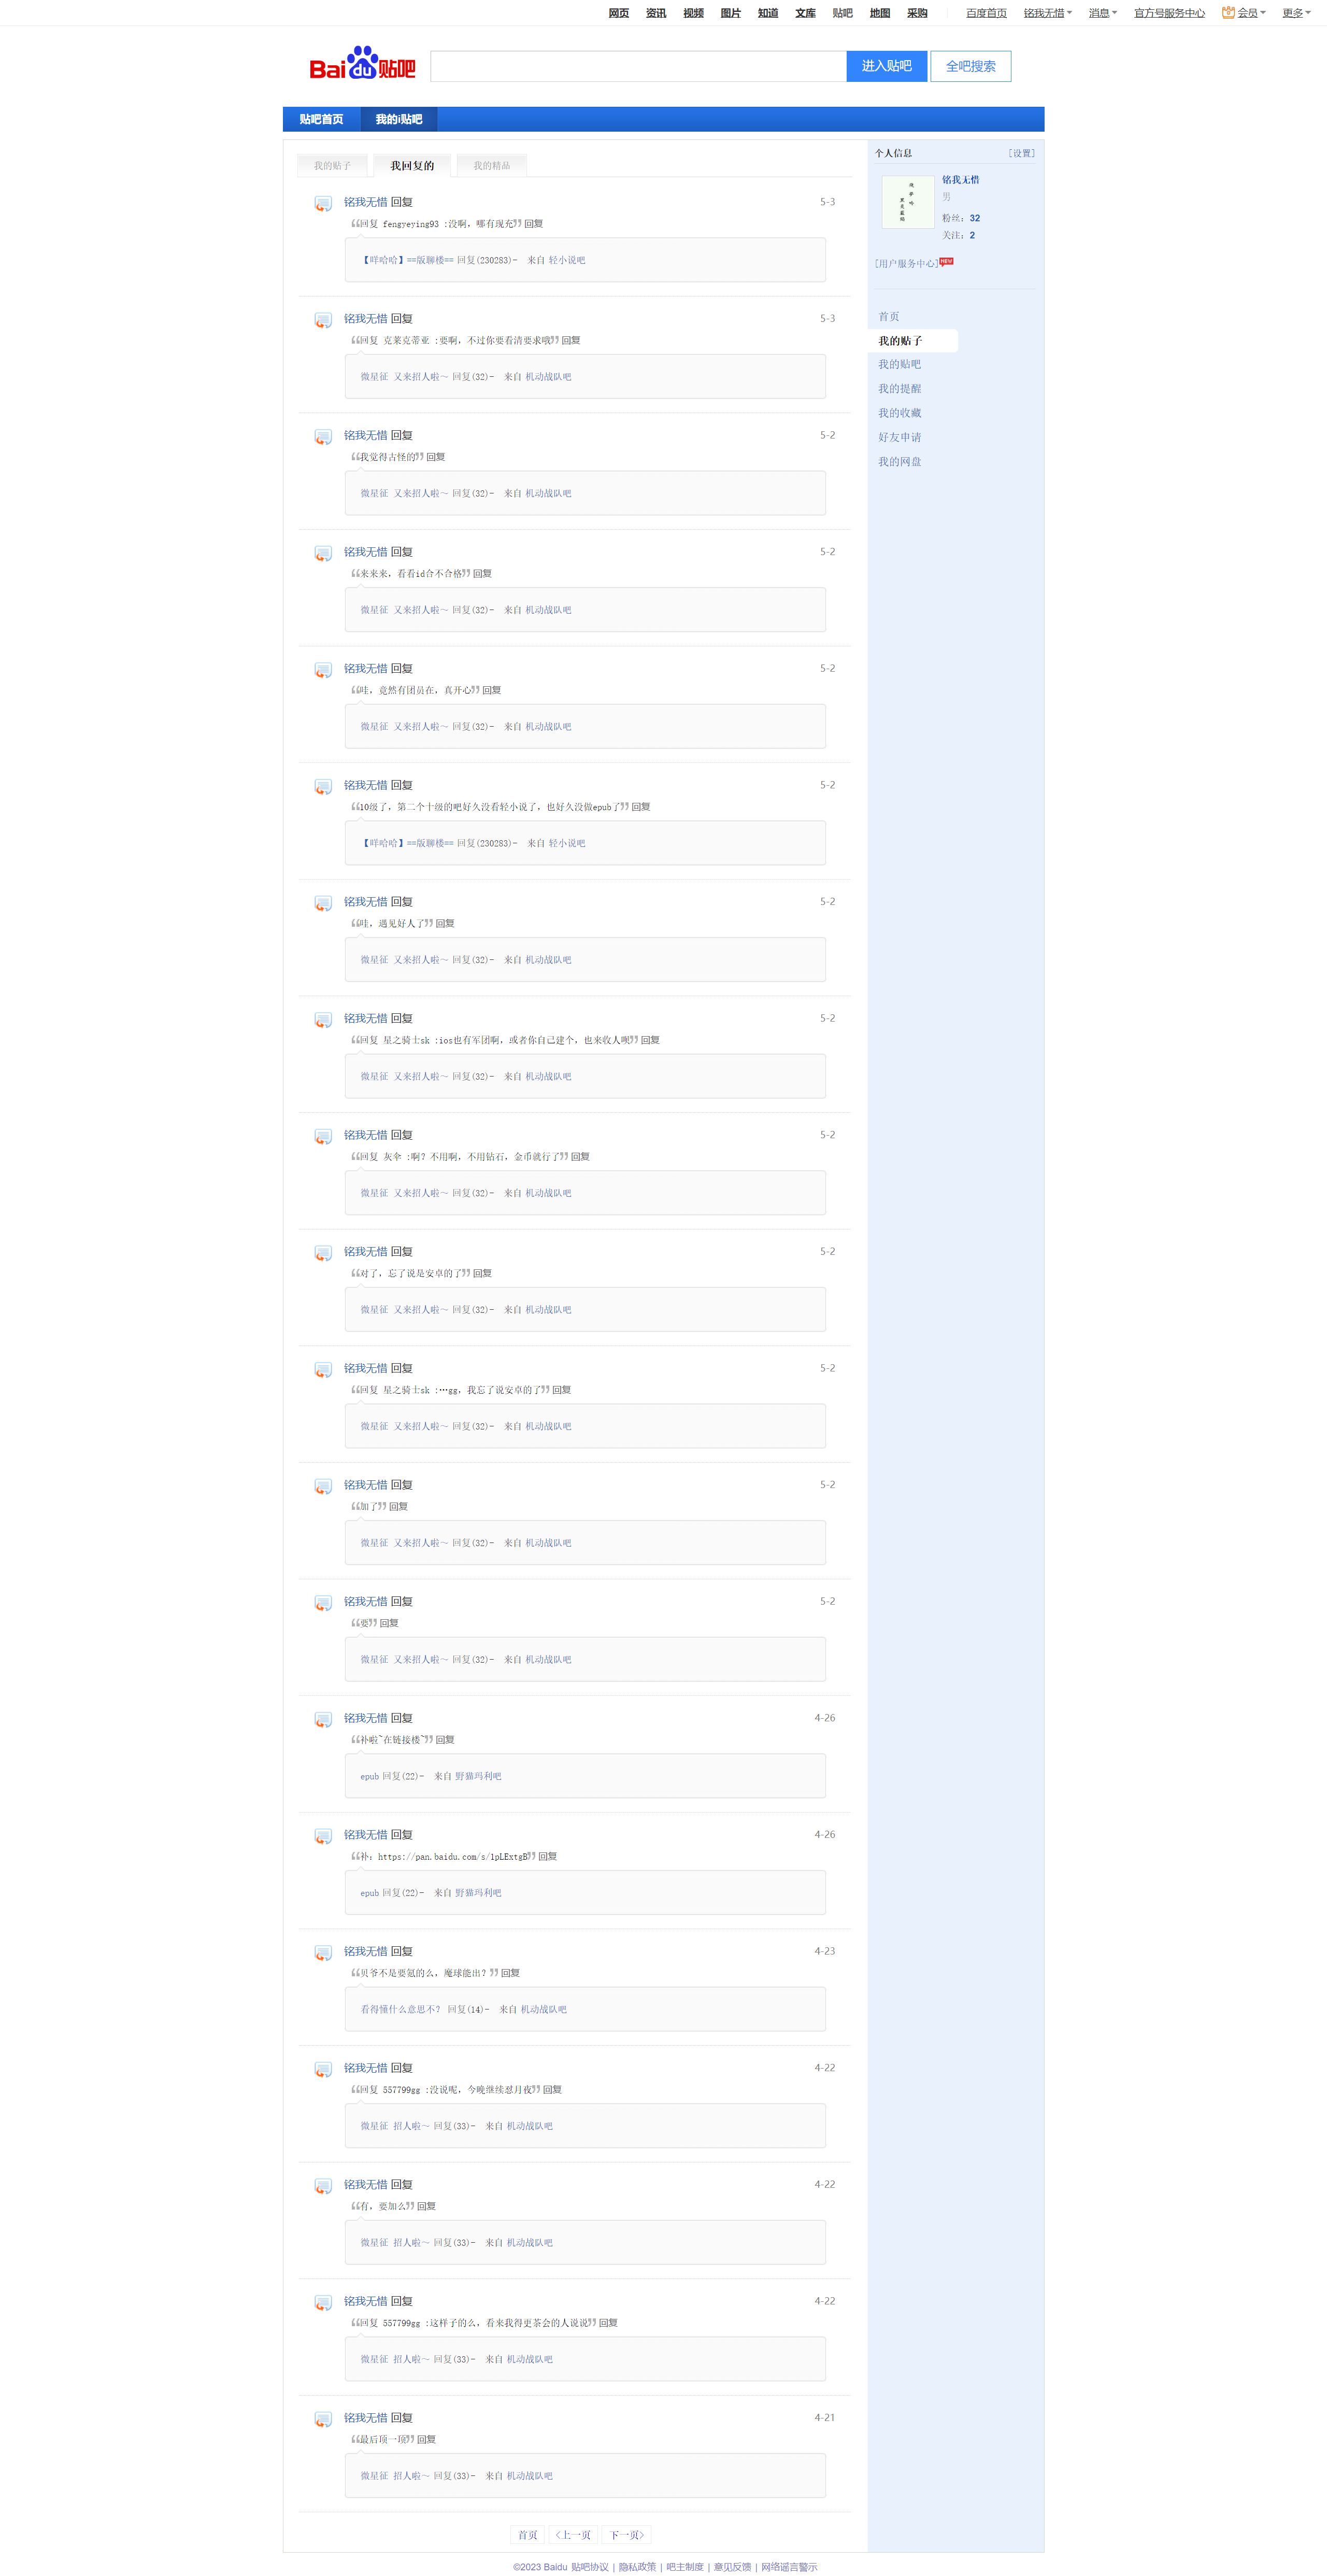 网页 资讯 视频 图片 知道 文库 贴吧 地图 采购 百度首页 铭我无惜 消息 官方号服务中心 会员 更多
Bai du 贴吧 进入贴吧 全吧搜索
贴吧首页 我的i贴吧
我的贴子 我回复的 我的精品
铭我无惜 回复 5-3
回复 fengyeying93 :没啊，哪有现充 回复
【咩哈哈】==版聊楼== 回复(230283)- 来自 轻小说吧
铭我无惜 回复 5-3
回复 克莱克蒂亚 :要啊，不过你要看清要求哦 回复
微星征 又来招人啦～ 回复(32)- 来自 机动战队吧
铭我无惜 回复 5-2
我觉得古怪的 回复
微星征 又来招人啦～ 回复(32)- 来自 机动战队吧
铭我无惜 回复 5-2
来来来，看看id合不合格 回复
微星征 又来招人啦～ 回复(32)- 来自 机动战队吧
铭我无惜 回复 5-2
哇，竟然有团员在，真开心 回复
微星征 又来招人啦～ 回复(32)- 来自 机动战队吧
铭我无惜 回复 5-2
10级了，第二个十级的吧好久没看轻小说了，也好久没做epub了 回复
【咩哈哈】==版聊楼== 回复(230283)- 来自 轻小说吧
铭我无惜 回复 5-2
哇，遇见好人了 回复
微星征 又来招人啦～ 回复(32)- 来自 机动战队吧
铭我无惜 回复 5-2
回复 星之骑士sk :ios也有军团啊，或者你自己建个，也来收人呗 回复
微星征 又来招人啦～ 回复(32)- 来自 机动战队吧
铭我无惜 回复 5-2
回复 灰伞 :啊？不用啊，不用钻石，金币就行了 回复
微星征 又来招人啦～ 回复(32)- 来自 机动战队吧
铭我无惜 回复 5-2
对了，忘了说是安卓的了 回复
微星征 又来招人啦～ 回复(32)- 来自 机动战队吧
铭我无惜 回复 5-2
回复 星之骑士sk :…gg，我忘了说安卓的了 回复
微星征 又来招人啦～ 回复(32)- 来自 机动战队吧
铭我无惜 回复 5-2
加了 回复
微星征 又来招人啦～ 回复(32)- 来自 机动战队吧
铭我无惜 回复 5-2
要 回复
微星征 又来招人啦～ 回复(32)- 来自 机动战队吧
铭我无惜 回复 4-26
补啦~在链接楼~ 回复
epub 回复(22)- 来自 野猫玛利吧
铭我无惜 回复 4-26
补：https://pan.baidu.com/s/1pLExtgB 回复
epub 回复(22)- 来自 野猫玛利吧
铭我无惜 回复 4-23
贝爷不是要氪的么，魔球能出？ 回复
看得懂什么意思不？ 回复(14)- 来自 机动战队吧
铭我无惜 回复 4-22
回复 557799gg :没说呢，今晚继续怼月夜 回复
微星征 招人啦～ 回复(33)- 来自 机动战队吧
铭我无惜 回复 4-22
有，要加么 回复
微星征 招人啦～ 回复(33)- 来自 机动战队吧
铭我无惜 回复 4-22
回复 557799gg :这样子的么，看来我得更茶会的人说说 回复
微星征 招人啦～ 回复(33)- 来自 机动战队吧
铭我无惜 回复 4-21
最后顶一顶 回复
微星征 招人啦～ 回复(33)- 来自 机动战队吧
首页 <上一页 下一页>
个人信息 [设置]
铭我无惜
男
粉丝：32
关注：2
[用户服务中心] NEW
首页
我的贴子
我的贴吧
我的提醒
我的收藏
好友申请
我的网盘
©2023 Baidu 贴吧协议 | 隐私政策 | 吧主制度 | 意见反馈 | 网络谣言警示